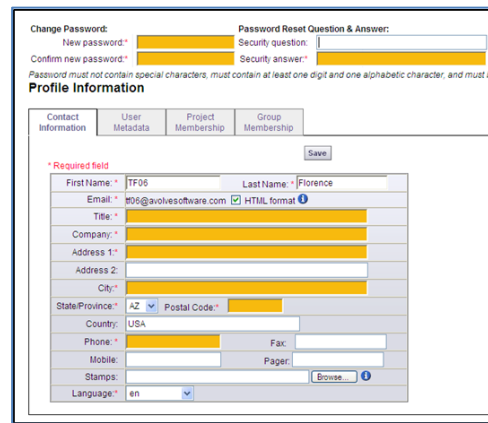 Change Password: Password Reset Question & Answer:
New password:* Security question:
Confirm new password:* Security answer:*
Password must not contain special characters, must contain at least one digit and one alphabetic character, and must
Profile Information
Contact Information User Metadata Project Membership Group Membership
Save
* Required field
First Name: * TF06 Last Name: * Florence
Email: * tf06@avolvesoftware.com HTML format
Title: *
Company: *
Address 1:*
Address 2:
City:*
State/Province:* AZ Postal Code:*
Country: USA
Phone: * Fax:
Mobile: Pager:
Stamps: Browse...
Language:* en